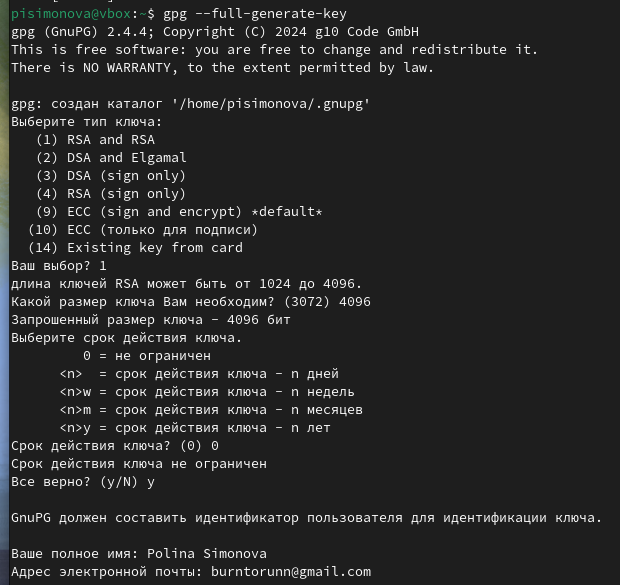 pisimonova@vbox:~$ gpg --full-generate-key
gpg (GnuPG) 2.4.4; Copyright (C) 2024 g10 Code GmbH
This is free software: you are free to change and redistribute it.
There is NO WARRANTY, to the extent permitted by law.
gpg: создан каталог '/home/pisimonova/.gnupg'
Выберите тип ключа:
(1) RSA and RSA
(2) DSA and Elgamal
(3) DSA (sign only)
(4) RSA (sign only)
(9) ECC (sign and encrypt) *default*
(10) ECC (только для подписи)
(14) Existing key from card
Ваш выбор? 1
длина ключей RSA может быть от 1024 до 4096.
Какой размер ключа Вам необходим? (3072) 4096
Запрошенный размер ключа - 4096 бит
Выберите срок действия ключа.
0 = не ограничен
<n>  = срок действия ключа - n дней
<n>w = срок действия ключа - n недель
<n>m = срок действия ключа - n месяцев
<n>y = срок действия ключа - n лет
Срок действия ключа? (0) 0
Срок действия ключа не ограничен
Все верно? (y/N) y
GnuPG должен составить идентификатор пользователя для идентификации ключа.
Ваше полное имя: Polina Simonova
Адрес электронной почты: burntorunn@gmail.com